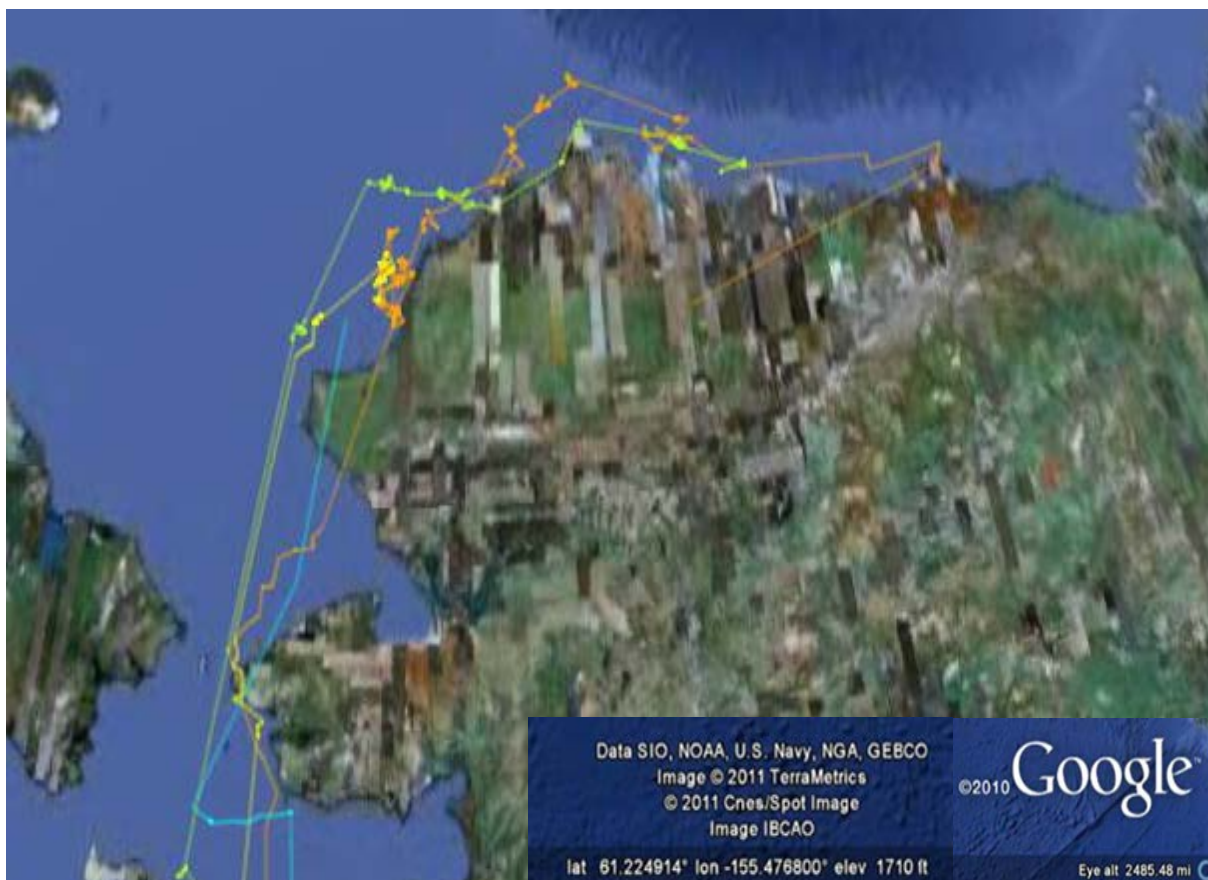 Data SIO, NOAA, U.S. Navy, NGA, GEBCO
Image © 2011 TerraMetrics
© 2011 Cnes/Spot Image
Image IBCAO
©2010 Google™
lat 61.224914° lon -155.476800° elev 1710 ft
Eye alt 2485.48 mi